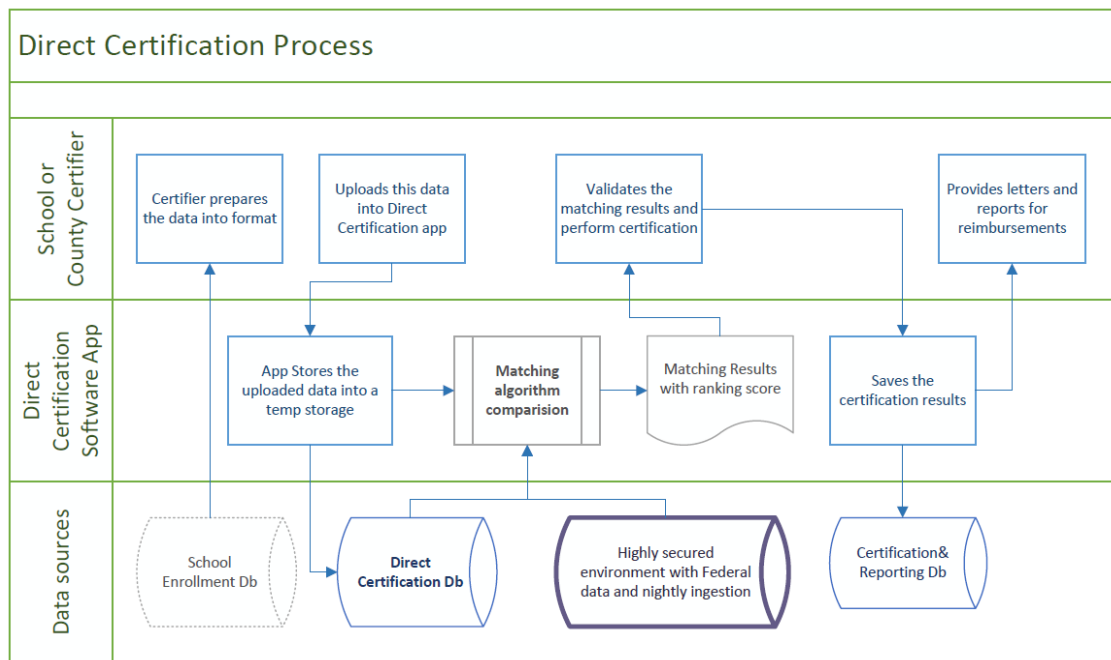 Direct Certification Process
School or
County Certifier
Certifier prepares
the data into format
Uploads this data
into Direct
Certification app
Validates the
matching results and
perform certification
Provides letters and
reports for
reimbursements
Direct
Certification
Software App
App Stores the
uploaded data into a
temp storage
Matching
algorithm
comparision
Matching Results
with ranking score
Saves the
certification results
Data sources
School
Enrollment Db
Direct
Certification Db
Highly secured
environment with Federal
data and nightly ingestion
Certification&
Reporting Db